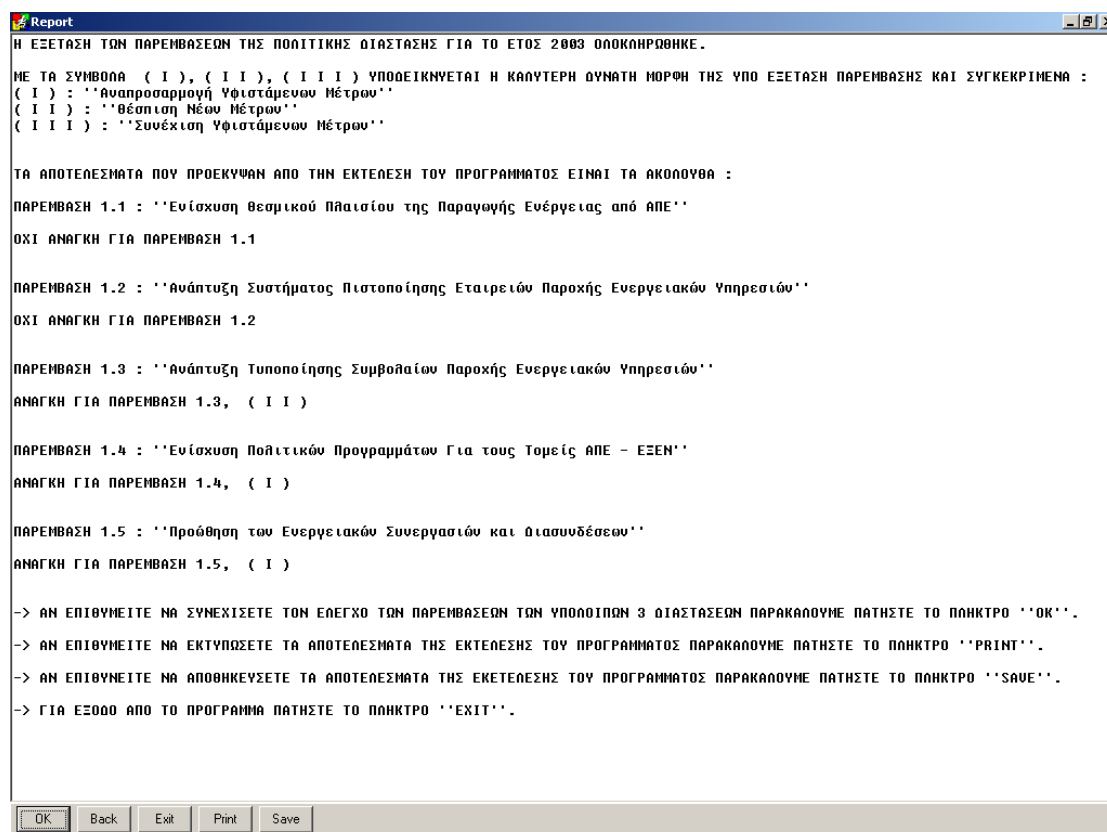 Report
Η ΕΞΕΤΑΣΗ ΤΩΝ ΠΑΡΕΜΒΑΣΕΩΝ ΤΗΣ ΠΟΛΙΤΙΚΗΣ ΔΙΑΣΤΑΣΗΣ ΓΙΑ ΤΟ ΕΤΟΣ 2003 ΟΛΟΚΛΗΡΩΘΗΚΕ.
ΜΕ ΤΑ ΣΥΜΒΟΛΑ ( Ι ), ( Ι Ι ), ( Ι Ι Ι ) ΥΠΟΔΕΙΚΝΥΕΤΑΙ Η ΚΑΛΥΤΕΡΗ ΔΥΝΑΤΗ ΜΟΡΦΗ ΤΗΣ ΥΠΟ ΕΞΕΤΑΣΗ ΠΑΡΕΜΒΑΣΗΣ ΚΑΙ ΣΥΓΚΕΚΡΙΜΕΝΑ :
( Ι ) : ''Αναπροσαρμογή Υφιστάμενων Μέτρων''
( Ι Ι ) : ''Θέσπιση Νέων Μέτρων''
( Ι Ι Ι ) : ''Συνέχιση Υφιστάμενων Μέτρων''
ΤΑ ΑΠΟΤΕΛΕΣΜΑΤΑ ΠΟΥ ΠΡΟΕΚΥΨΑΝ ΑΠΟ ΤΗΝ ΕΚΤΕΛΕΣΗ ΤΟΥ ΠΡΟΓΡΑΜΜΑΤΟΣ ΕΙΝΑΙ ΤΑ ΑΚΟΛΟΥΘΑ :
ΠΑΡΕΜΒΑΣΗ 1.1 : ''Ενίσχυση Θεσμικού Πλαισίου της Παραγωγής Ενέργειας από ΑΠΕ''
ΟΧΙ ΑΝΑΓΚΗ ΓΙΑ ΠΑΡΕΜΒΑΣΗ 1.1
ΠΑΡΕΜΒΑΣΗ 1.2 : ''Ανάπτυξη Συστήματος Πιστοποίησης Εταιρειών Παροχής Ενεργειακών Υπηρεσιών''
ΟΧΙ ΑΝΑΓΚΗ ΓΙΑ ΠΑΡΕΜΒΑΣΗ 1.2
ΠΑΡΕΜΒΑΣΗ 1.3 : ''Ανάπτυξη Τυποποίησης Συμβολαίων Παροχής Ενεργειακών Υπηρεσιών''
ΑΝΑΓΚΗ ΓΙΑ ΠΑΡΕΜΒΑΣΗ 1.3, ( Ι Ι )
ΠΑΡΕΜΒΑΣΗ 1.4 : ''Ενίσχυση Πολιτικών Προγραμμάτων Για τους Τομείς ΑΠΕ - ΕΞΕΝ''
ΑΝΑΓΚΗ ΓΙΑ ΠΑΡΕΜΒΑΣΗ 1.4, ( Ι )
ΠΑΡΕΜΒΑΣΗ 1.5 : ''Προώθηση των Ενεργειακών Συνεργασιών και Διασυνδέσεων''
ΑΝΑΓΚΗ ΓΙΑ ΠΑΡΕΜΒΑΣΗ 1.5, ( Ι )
-> ΑΝ ΕΠΙΘΥΜΕΙΤΕ ΝΑ ΣΥΝΕΧΙΣΕΤΕ ΤΟΝ ΕΛΕΓΧΟ ΤΩΝ ΠΑΡΕΜΒΑΣΕΩΝ ΤΩΝ ΥΠΟΛΟΙΠΩΝ 3 ΔΙΑΣΤΑΣΕΩΝ ΠΑΡΑΚΑΛΟΥΜΕ ΠΑΤΗΣΤΕ ΤΟ ΠΛΗΚΤΡΟ ''OK''.
-> ΑΝ ΕΠΙΘΥΜΕΙΤΕ ΝΑ ΕΚΤΥΠΩΣΕΤΕ ΤΑ ΑΠΟΤΕΛΕΣΜΑΤΑ ΤΗΣ ΕΚΤΕΛΕΣΗΣ ΤΟΥ ΠΡΟΓΡΑΜΜΑΤΟΣ ΠΑΡΑΚΑΛΟΥΜΕ ΠΑΤΗΣΤΕ ΤΟ ΠΛΗΚΤΡΟ ''PRINT''.
-> ΑΝ ΕΠΙΘΥΝΕΙΤΕ ΝΑ ΑΠΟΘΗΚΕΥΣΕΤΕ ΤΑ ΑΠΟΤΕΛΕΣΜΑΤΑ ΤΗΣ ΕΚΕΤΕΛΕΣΗΣ ΤΟΥ ΠΡΟΓΡΑΜΜΑΤΟΣ ΠΑΡΑΚΑΛΟΥΜΕ ΠΑΤΗΣΤΕ ΤΟ ΠΛΗΚΤΡΟ ''SAVE''.
-> ΓΙΑ ΕΞΟΔΟ ΑΠΟ ΤΟ ΠΡΟΓΡΑΜΜΑ ΠΑΤΗΣΤΕ ΤΟ ΠΛΗΚΤΡΟ ''EXIT''.
OK Back Exit Print Save